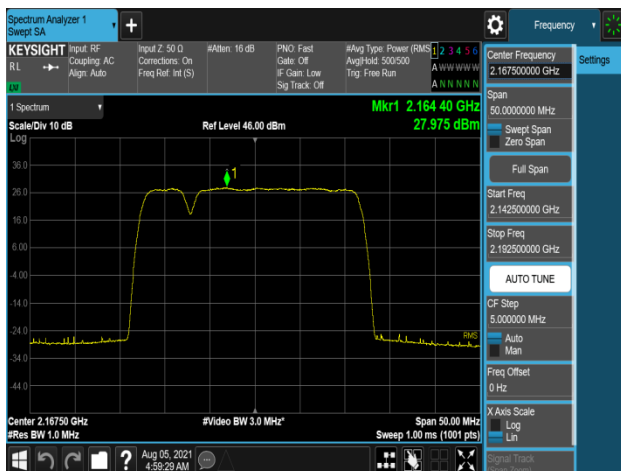 Spectrum Analyzer 1
Swept SA
Frequency
KEYSIGHT
RL
Input: RF
Coupling: AC
Align: Auto
Input Z: 50 Ω
Corrections: On
Freq Ref: Int (S)
#Atten: 16 dB
PNO: Fast
Gate: Off
IF Gain: Low
Sig Track: Off
#Avg Type: Power (RMS
Avg|Hold: 500/500
Trig: Free Run
1 2 3 4 5 6
A W W W W W
A N N N N N
Center Frequency
2.167500000 GHz
Settings
Span
50.0000000 MHz
Swept Span
Zero Span
Full Span
Start Freq
2.142500000 GHz
Stop Freq
2.192500000 GHz
AUTO TUNE
CF Step
5.000000 MHz
Auto
Man
Freq Offset
0 Hz
X Axis Scale
Log
Lin
Signal Track
1 Spectrum
Scale/Div 10 dB
Log
Ref Level 46.00 dBm
Mkr1 2.164 40 GHz
27.975 dBm
1
36.0
26.0
16.0
6.00
-4.00
-14.0
-24.0
-34.0
-44.0
RMS
Center 2.16750 GHz
#Res BW 1.0 MHz
#Video BW 3.0 MHz*
Span 50.00 MHz
Sweep 1.00 ms (1001 pts)
?
Aug 05, 2021
4:59:29 AM